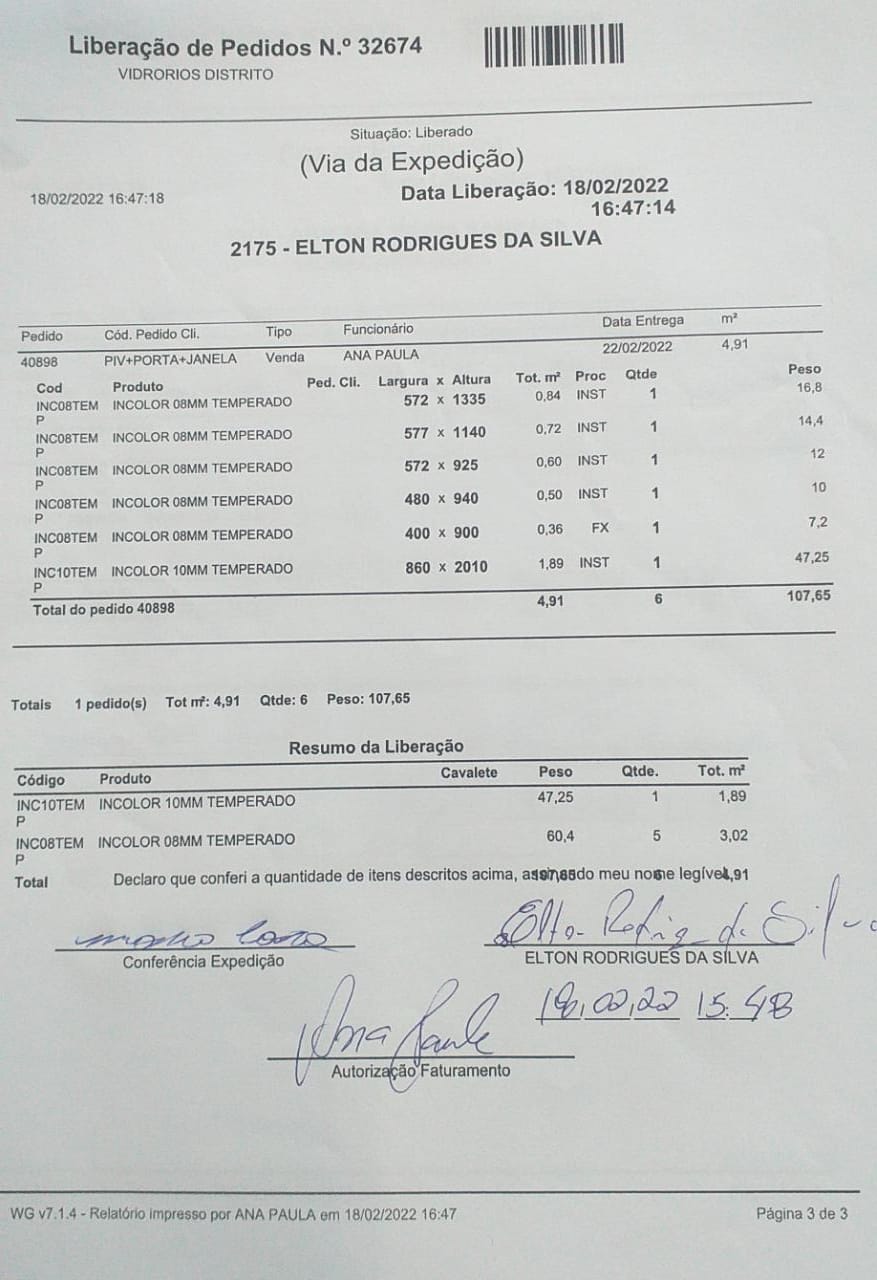 Liberação de Pedidos N.º 32674
VIDRORIOS DISTRITO
Situação: Liberado
(Via da Expedição)
18/02/2022 16:47:18
Data Liberação: 18/02/2022
16:47:14
2175 - ELTON RODRIGUES DA SILVA
Pedido Cód. Pedido Cli. Tipo Funcionário Data Entrega m²
40898 PIV+PORTA+JANELA Venda ANA PAULA 22/02/2022 4,91
Cod Produto Ped. Cli. Largura x Altura Tot. m² Proc Qtde Peso
INC08TEM INCOLOR 08MM TEMPERADO 572 x 1335 0,84 INST 1 16,8
P
INC08TEM INCOLOR 08MM TEMPERADO 577 x 1140 0,72 INST 1 14,4
P
INC08TEM INCOLOR 08MM TEMPERADO 572 x 925 0,60 INST 1 12
P
INC08TEM INCOLOR 08MM TEMPERADO 480 x 940 0,50 INST 1 10
P
INC08TEM INCOLOR 08MM TEMPERADO 400 x 900 0,36 FX 1 7,2
P
INC10TEM INCOLOR 10MM TEMPERADO 860 x 2010 1,89 INST 1 47,25
P
Total do pedido 40898 4,91 6 107,65
Totais 1 pedido(s) Tot m²: 4,91 Qtde: 6 Peso: 107,65
Resumo da Liberação
Código Produto Cavalete Peso Qtde. Tot. m²
INC10TEM INCOLOR 10MM TEMPERADO 47,25 1 1,89
P
INC08TEM INCOLOR 08MM TEMPERADO 60,4 5 3,02
P
Total Declaro que conferi a quantidade de itens descritos acima, meu nome
Elton Rodrig da Silva
Conferência Expedição
ELTON RODRIGUES DA SILVA
02,22 15:48
Ana Paula
Autorização Faturamento
WG v7.1.4 - Relatório impresso por ANA PAULA em 18/02/2022 16:47
Página 3 de 3